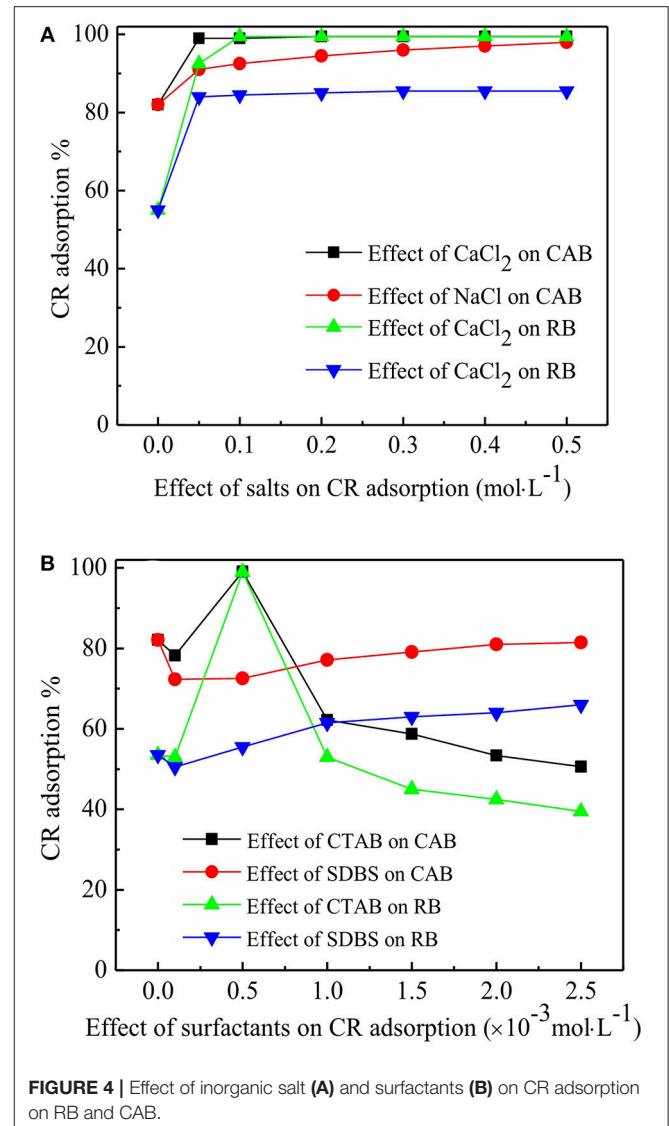 A
100
80
60
40
20
0
CR adsorption %
Effect of CaCl₂ on CAB
Effect of NaCl on CAB
Effect of CaCl₂ on RB
Effect of CaCl₂ on RB
0.0 0.1 0.2 0.3 0.4 0.5
Effect of salts on CR adsorption (mol·L⁻¹)
B
100
80
60
40
20
0
CR adsorption %
Effect of CTAB on CAB
Effect of SDBS on CAB
Effect of CTAB on RB
Effect of SDBS on RB
0.0 0.5 1.0 1.5 2.0 2.5
Effect of surfactants on CR adsorption (×10⁻³mol·L⁻¹)
FIGURE 4 | Effect of inorganic salt (A) and surfactants (B) on CR adsorption
on RB and CAB.